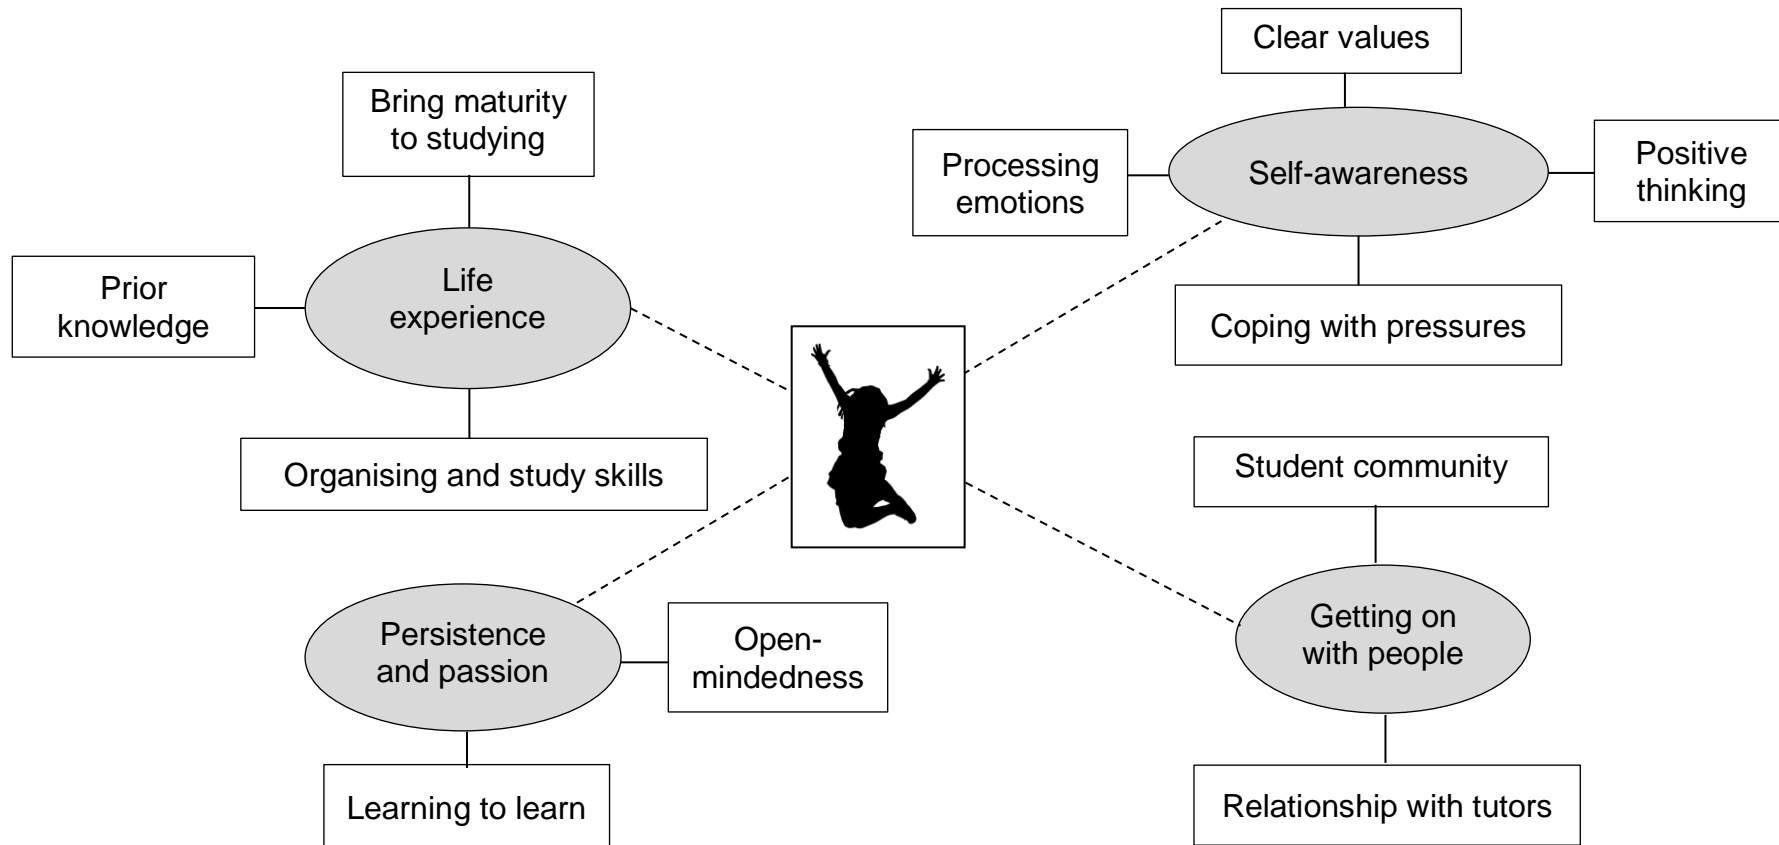 Clear values
Bring maturity
to studying
Processing
emotions
Self-awareness
Positive
thinking
Prior
knowledge
Life
experience
Coping with pressures
Organising and study skills
Student community
Persistence
and passion
Open-
mindedness
Getting on
with people
Learning to learn
Relationship with tutors